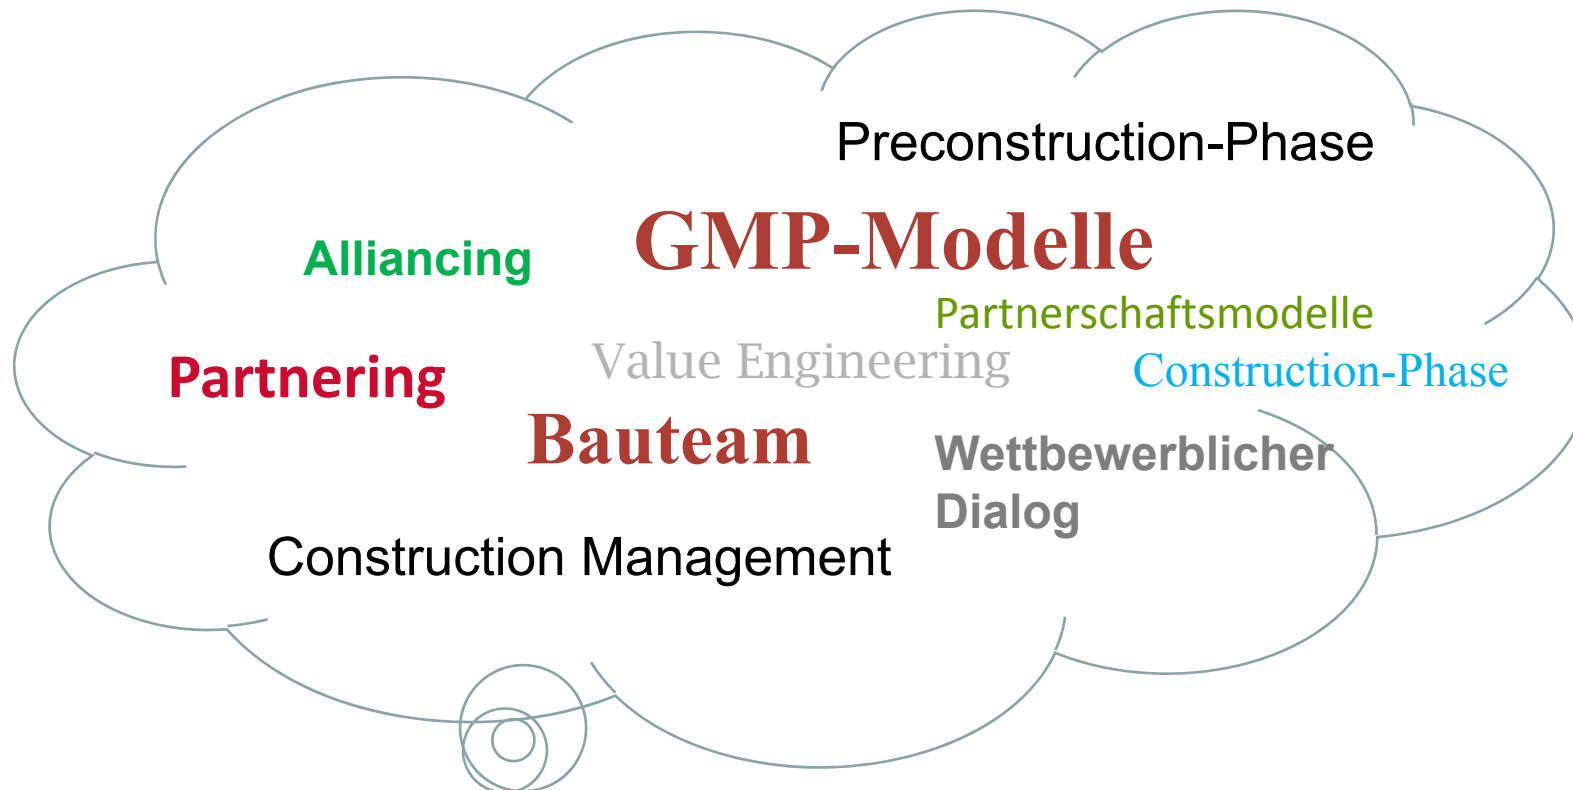 Preconstruction-Phase
GMP-Modelle
Alliancing
Partnerschaftsmodelle
Value Engineering
Construction-Phase
Partnering
Bauteam
Wettbewerblicher
Dialog
Construction Management